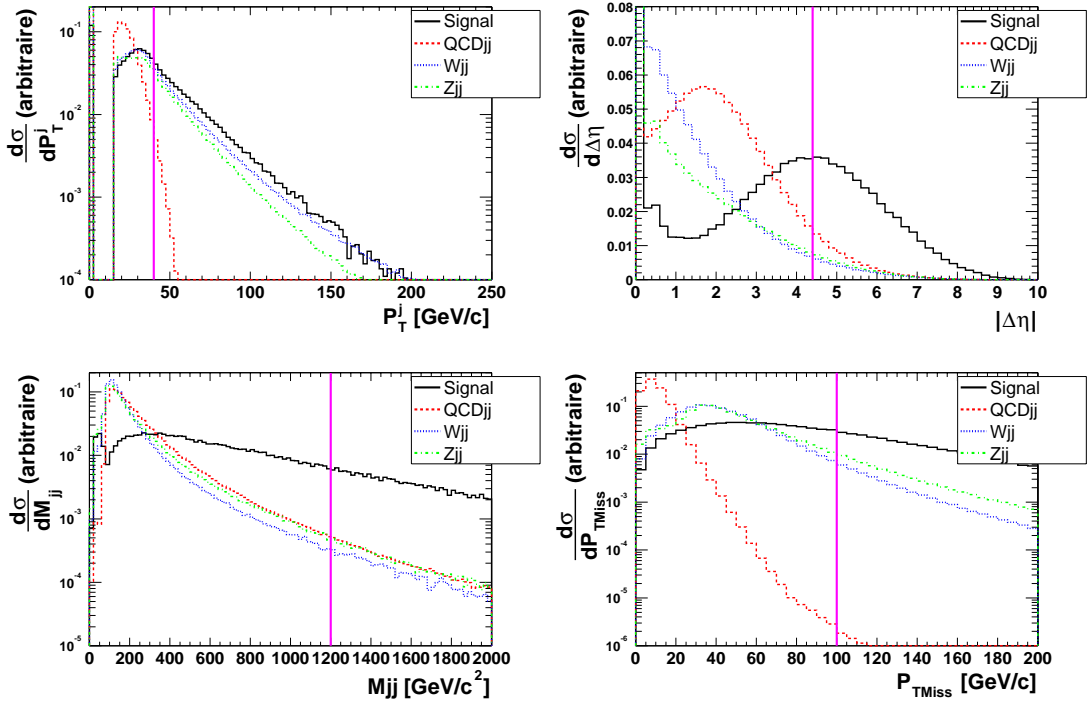 dσ/dP_T^j (arbitraire)
10^-1
10^-2
10^-3
10^-4
0 50 100 150 200 250
P_T^j [GeV/c]
Signal
QCDjj
Wjj
Zjj
dσ/dΔη (arbitraire)
0.08
0.07
0.06
0.05
0.04
0.03
0.02
0.01
0
0 1 2 3 4 5 6 7 8 9 10
|Δη|
Signal
QCDjj
Wjj
Zjj
dσ/dM_jj (arbitraire)
10^-1
10^-2
10^-3
10^-4
10^-5
0 200 400 600 800 1000 1200 1400 1600 1800 2000
Mjj [GeV/c^2]
Signal
QCDjj
Wjj
Zjj
dσ/dP_TMiss (arbitraire)
10^-1
10^-2
10^-3
10^-4
10^-5
10^-6
0 20 40 60 80 100 120 140 160 180 200
P_TMiss [GeV/c]
Signal
QCDjj
Wjj
Zjj